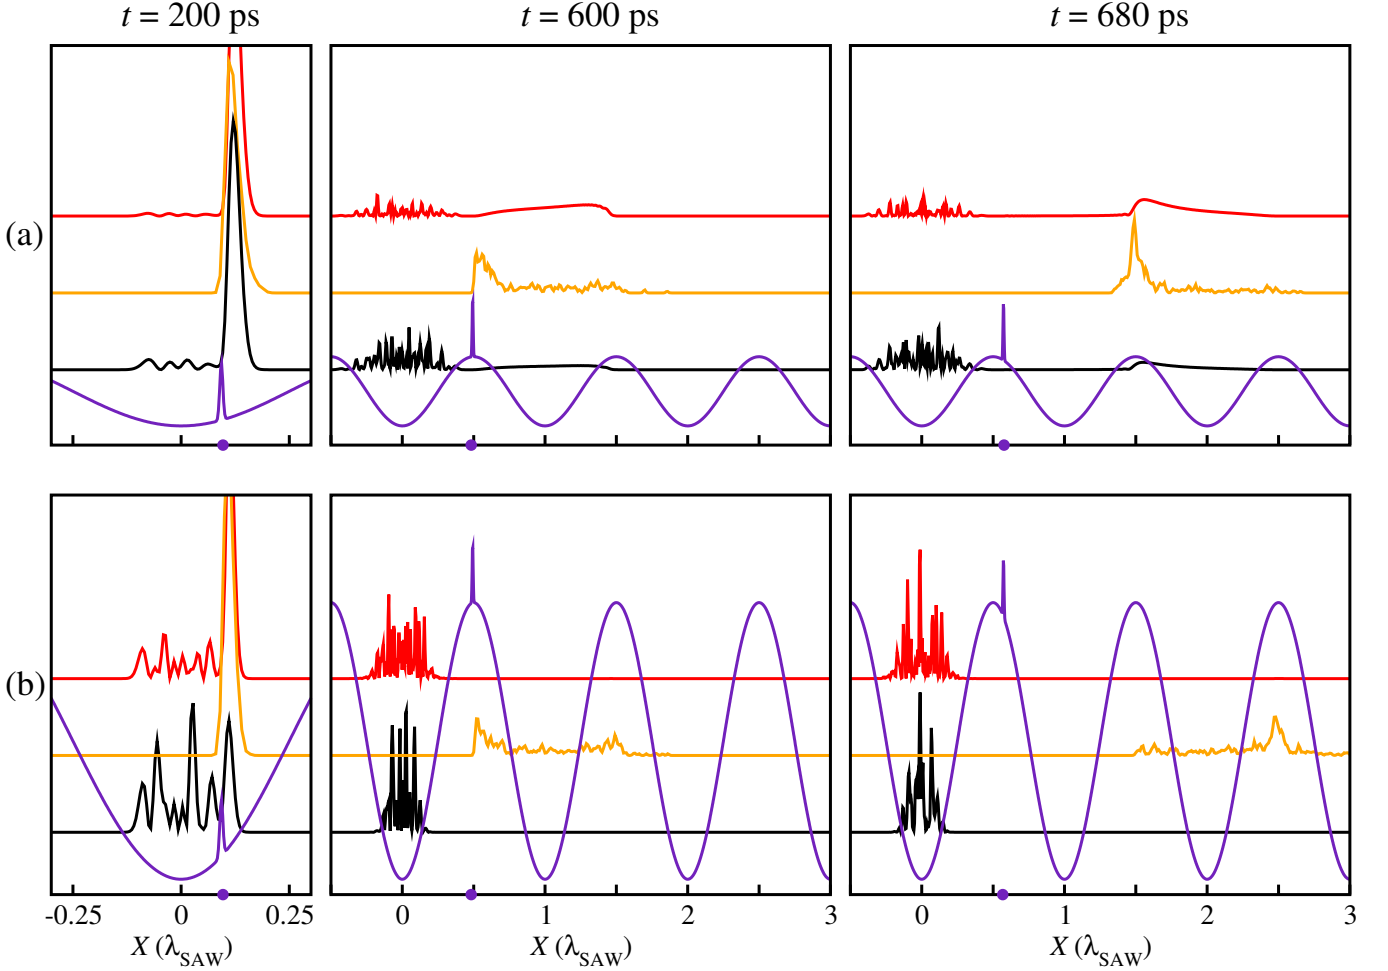 t = 200 ps t = 600 ps t = 680 ps
(a)
(b)
-0.25 0 0.25 0 1 2 3 0 1 2 3
X (λSAW) X (λSAW) X (λSAW)